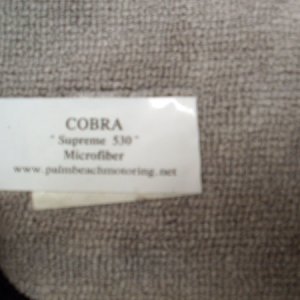 COBRA
" Supreme 530 "
Microfiber
www.palmbeachmotoring.net